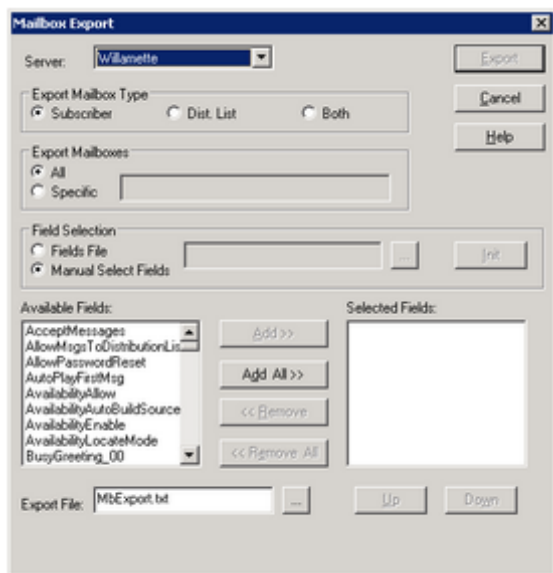 Mailbox Export
Server: Willamette
Export
Export Mailbox Type
Subscriber Dist. List Both
Cancel
Help
Export Mailboxes
All
Specific
Field Selection
Fields File ... Init
Manual Select Fields
Available Fields: Selected Fields:
AcceptMessages
AllowMsgsToDistributionLis
AllowPasswordReset
AutoPlayFirstMsg
AvailabilityAllow
AvailabilityAutoBuildSource
AvailabilityEnable
AvailabilityLocateMode
BusyGreeting_00
Add >>
Add All >>
<< Remove
<< Remove All
Export File: MbExport.txt ... Up Down